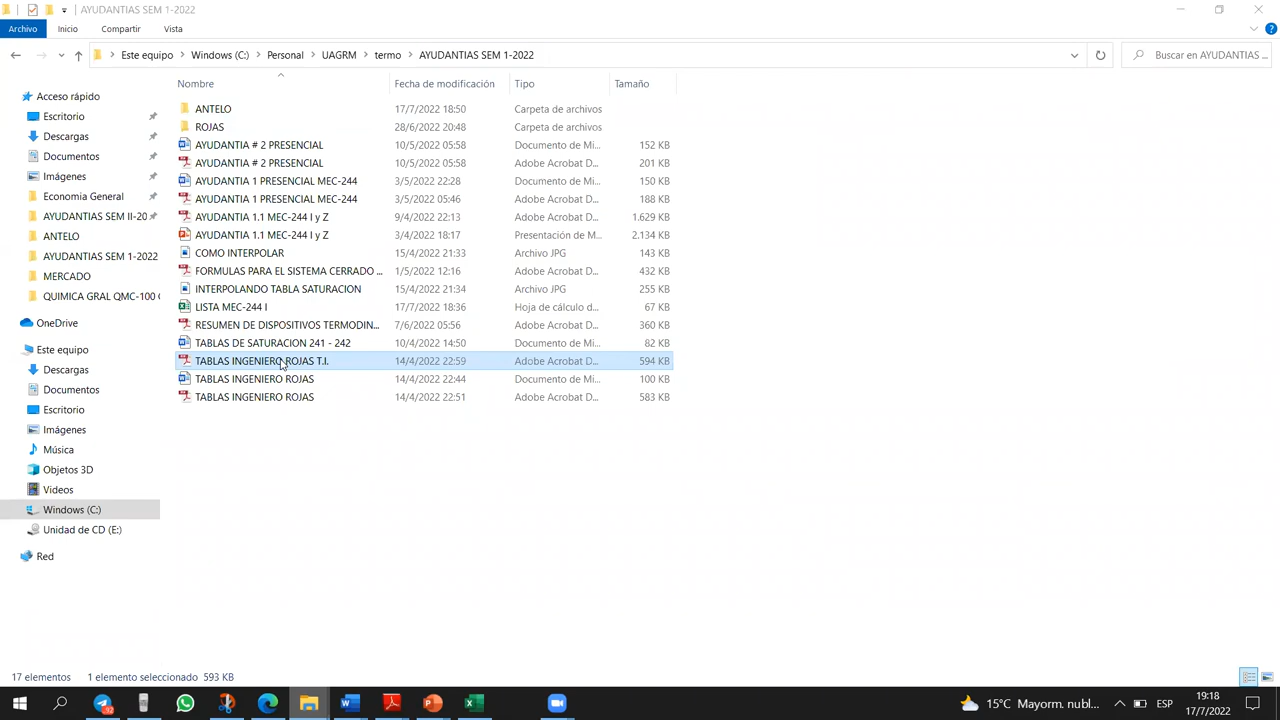 AYUDANTIAS SEM 1-2022
Archivo Inicio Compartir Vista
Este equipo Windows (C:) Personal UAGRM termo AYUDANTIAS SEM 1-2022
Buscar en AYUDANTIAS ...
Nombre Fecha de modificación Tipo Tamaño
ANTELO 17/7/2022 18:50 Carpeta de archivos
ROJAS 28/6/2022 20:48 Carpeta de archivos
AYUDANTIA # 2 PRESENCIAL 10/5/2022 05:58 Documento de Mi... 152 KB
AYUDANTIA # 2 PRESENCIAL 10/5/2022 05:58 Adobe Acrobat D... 201 KB
AYUDANTIA 1 PRESENCIAL MEC-244 3/5/2022 22:28 Documento de Mi... 150 KB
AYUDANTIA 1 PRESENCIAL MEC-244 3/5/2022 05:46 Adobe Acrobat D... 188 KB
AYUDANTIA 1.1 MEC-244 I y Z 9/4/2022 22:13 Adobe Acrobat D... 1.629 KB
AYUDANTIA 1.1 MEC-244 I y Z 3/4/2022 18:17 Presentación de M... 2.134 KB
COMO INTERPOLAR 15/4/2022 21:33 Archivo JPG 143 KB
FORMULAS PARA EL SISTEMA CERRADO ... 1/5/2022 12:16 Adobe Acrobat D... 432 KB
INTERPOLANDO TABLA SATURACION 15/4/2022 21:34 Archivo JPG 255 KB
LISTA MEC-244 I 17/7/2022 18:36 Hoja de cálculo d... 67 KB
RESUMEN DE DISPOSITIVOS TERMODIN... 7/6/2022 05:56 Adobe Acrobat D... 360 KB
TABLAS DE SATURACION 241 - 242 10/4/2022 14:50 Documento de Mi... 82 KB
TABLAS INGENIERO ROJAS T.I. 14/4/2022 22:59 Adobe Acrobat D... 594 KB
TABLAS INGENIERO ROJAS 14/4/2022 22:44 Documento de Mi... 100 KB
TABLAS INGENIERO ROJAS 14/4/2022 22:51 Adobe Acrobat D... 583 KB
Acceso rápido
Escritorio
Descargas
Documentos
Imágenes
Economia General
AYUDANTIAS SEM II-20
ANTELO
AYUDANTIAS SEM 1-2022
MERCADO
QUIMICA GRAL QMC-100
OneDrive
Este equipo
Descargas
Documentos
Escritorio
Imágenes
Música
Objetos 3D
Videos
Windows (C:)
Unidad de CD (E:)
Red
17 elementos 1 elemento seleccionado 593 KB
15°C Mayorm. nubl... ESP
19:18
17/7/2022